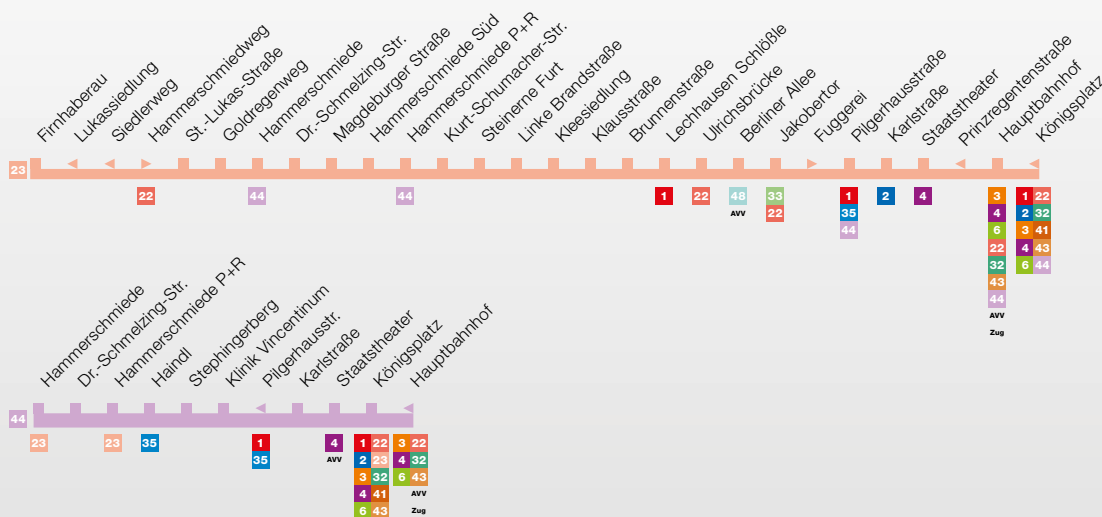 Firnhaberau
Lukassiedlung
Siedlerweg
Hammerschmiedweg
St.-Lukas-Straße
Goldregenweg
Hammerschmiede
Dr.-Schmelzing-Str.
Magdeburger Straße
Hammerschmiede Süd
Hammerschmiede P+R
Kurt-Schumacher-Str.
Steinerne Furt
Linke Brandstraße
Kleesiedlung
Klausstraße
Brunnenstraße
Lechhausen Schlößle
Ulrichsbrücke
Berliner Allee
Jakobertor
Fuggerei
Pilgerhausstraße
Karlstraße
Staatstheater
Prinzregentenstraße
Hauptbahnhof
Königsplatz
23
22 44 44 1 22 48 33 1 2 4 3 1 22
AVV 22 35 4 2 32
44 6 3 41
22 4 43
32 6 44
43
44
AVV
Zug
Hammerschmiede
Dr.-Schmelzing-Str.
Hammerschmiede P+R
Haindl
Stephingerberg
Klinik Vincentinum
Pilgerhausstr.
Karlstraße
Staatstheater
Königsplatz
Hauptbahnhof
44
23 23 35 1 4 1 22 3 22
35 AVV 2 23 4 32
3 32 6 43
4 41 AVV
6 43 Zug